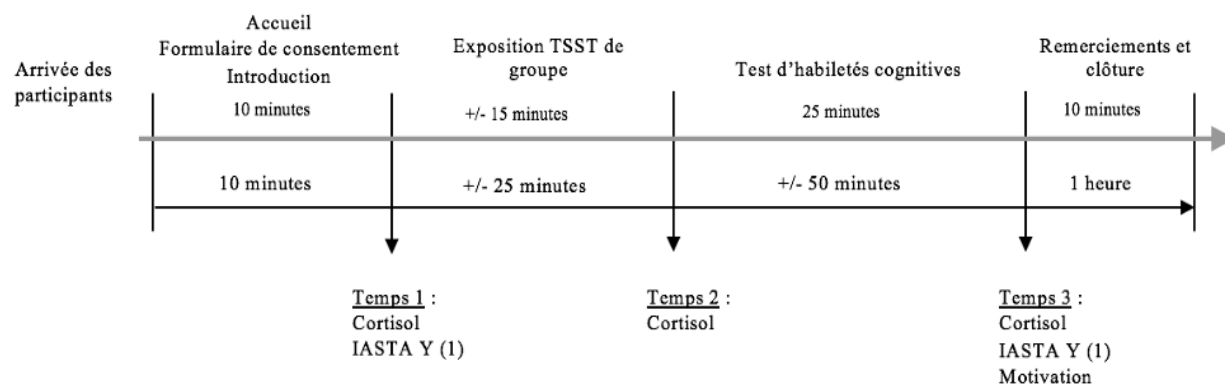 Arrivée des
participants
Accueil
Formulaire de consentement
Introduction
10 minutes
Exposition TSST de
groupe
+/- 15 minutes
Test d'habiletés cognitives
25 minutes
Remerciements et
clôture
10 minutes
10 minutes
+/- 25 minutes
+/- 50 minutes
1 heure
Temps 1 :
Cortisol
IASTA Y (1)
Temps 2 :
Cortisol
Temps 3 :
Cortisol
IASTA Y (1)
Motivation